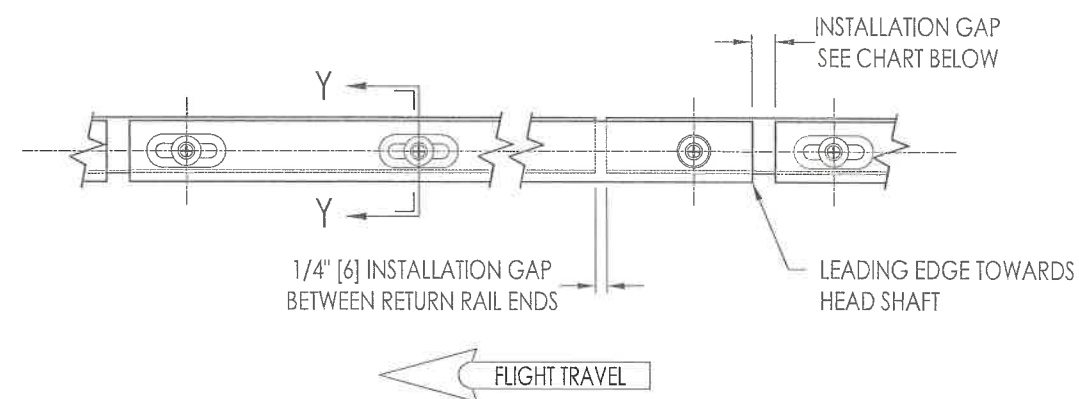 INSTALLATION GAP
SEE CHART BELOW
Y
Y
1/4" [6] INSTALLATION GAP
BETWEEN RETURN RAIL ENDS
LEADING EDGE TOWARDS
HEAD SHAFT
FLIGHT TRAVEL